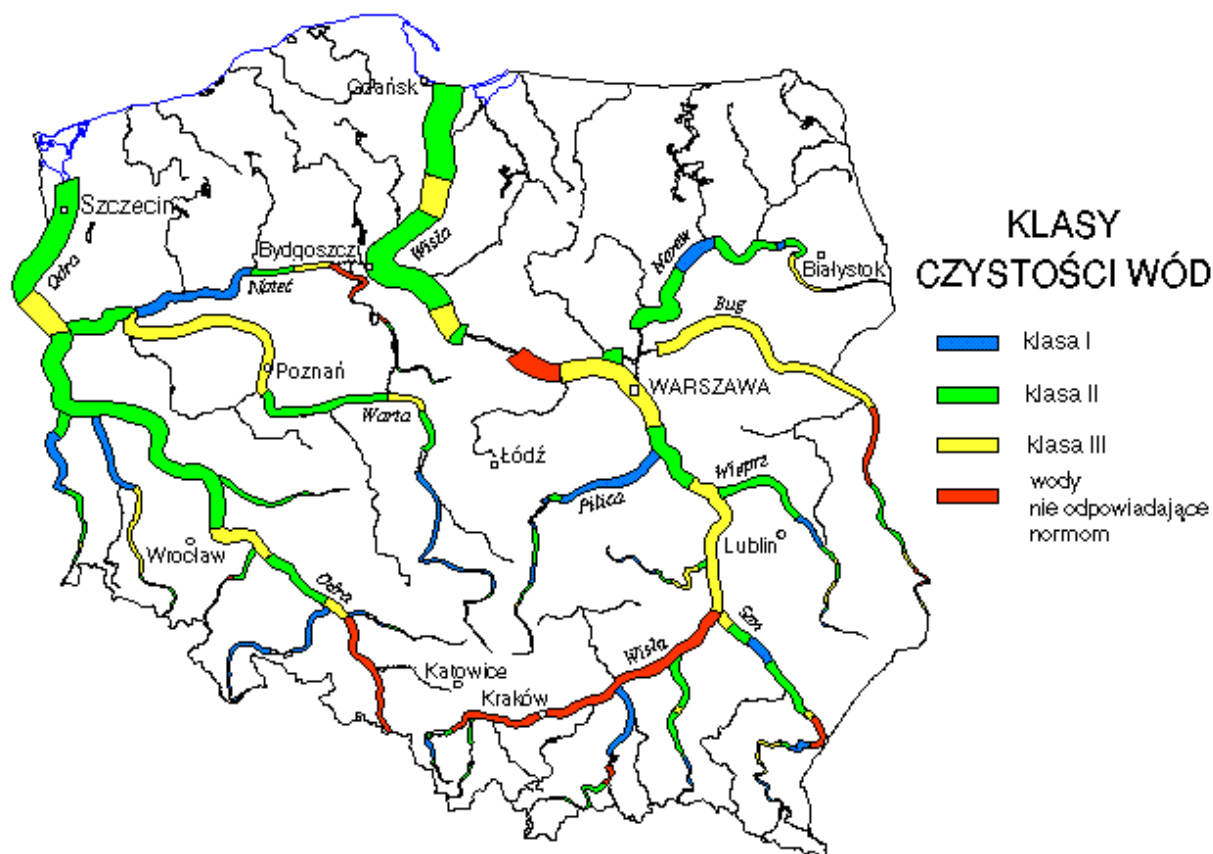 Gdańsk
Szczecin
Odra
Bydgoszcz
Wisła
Noteć
Narew
Białystok
Bug
Poznań
Warta
WARSZAWA
Łódź
Pilica
Wieprz
Lublin
Wrocław
Odra
San
Katowice
Kraków
Wisła
KLASY
CZYSTOŚCI WÓD
klasa I
klasa II
klasa III
wody
nie odpowiadające
normom